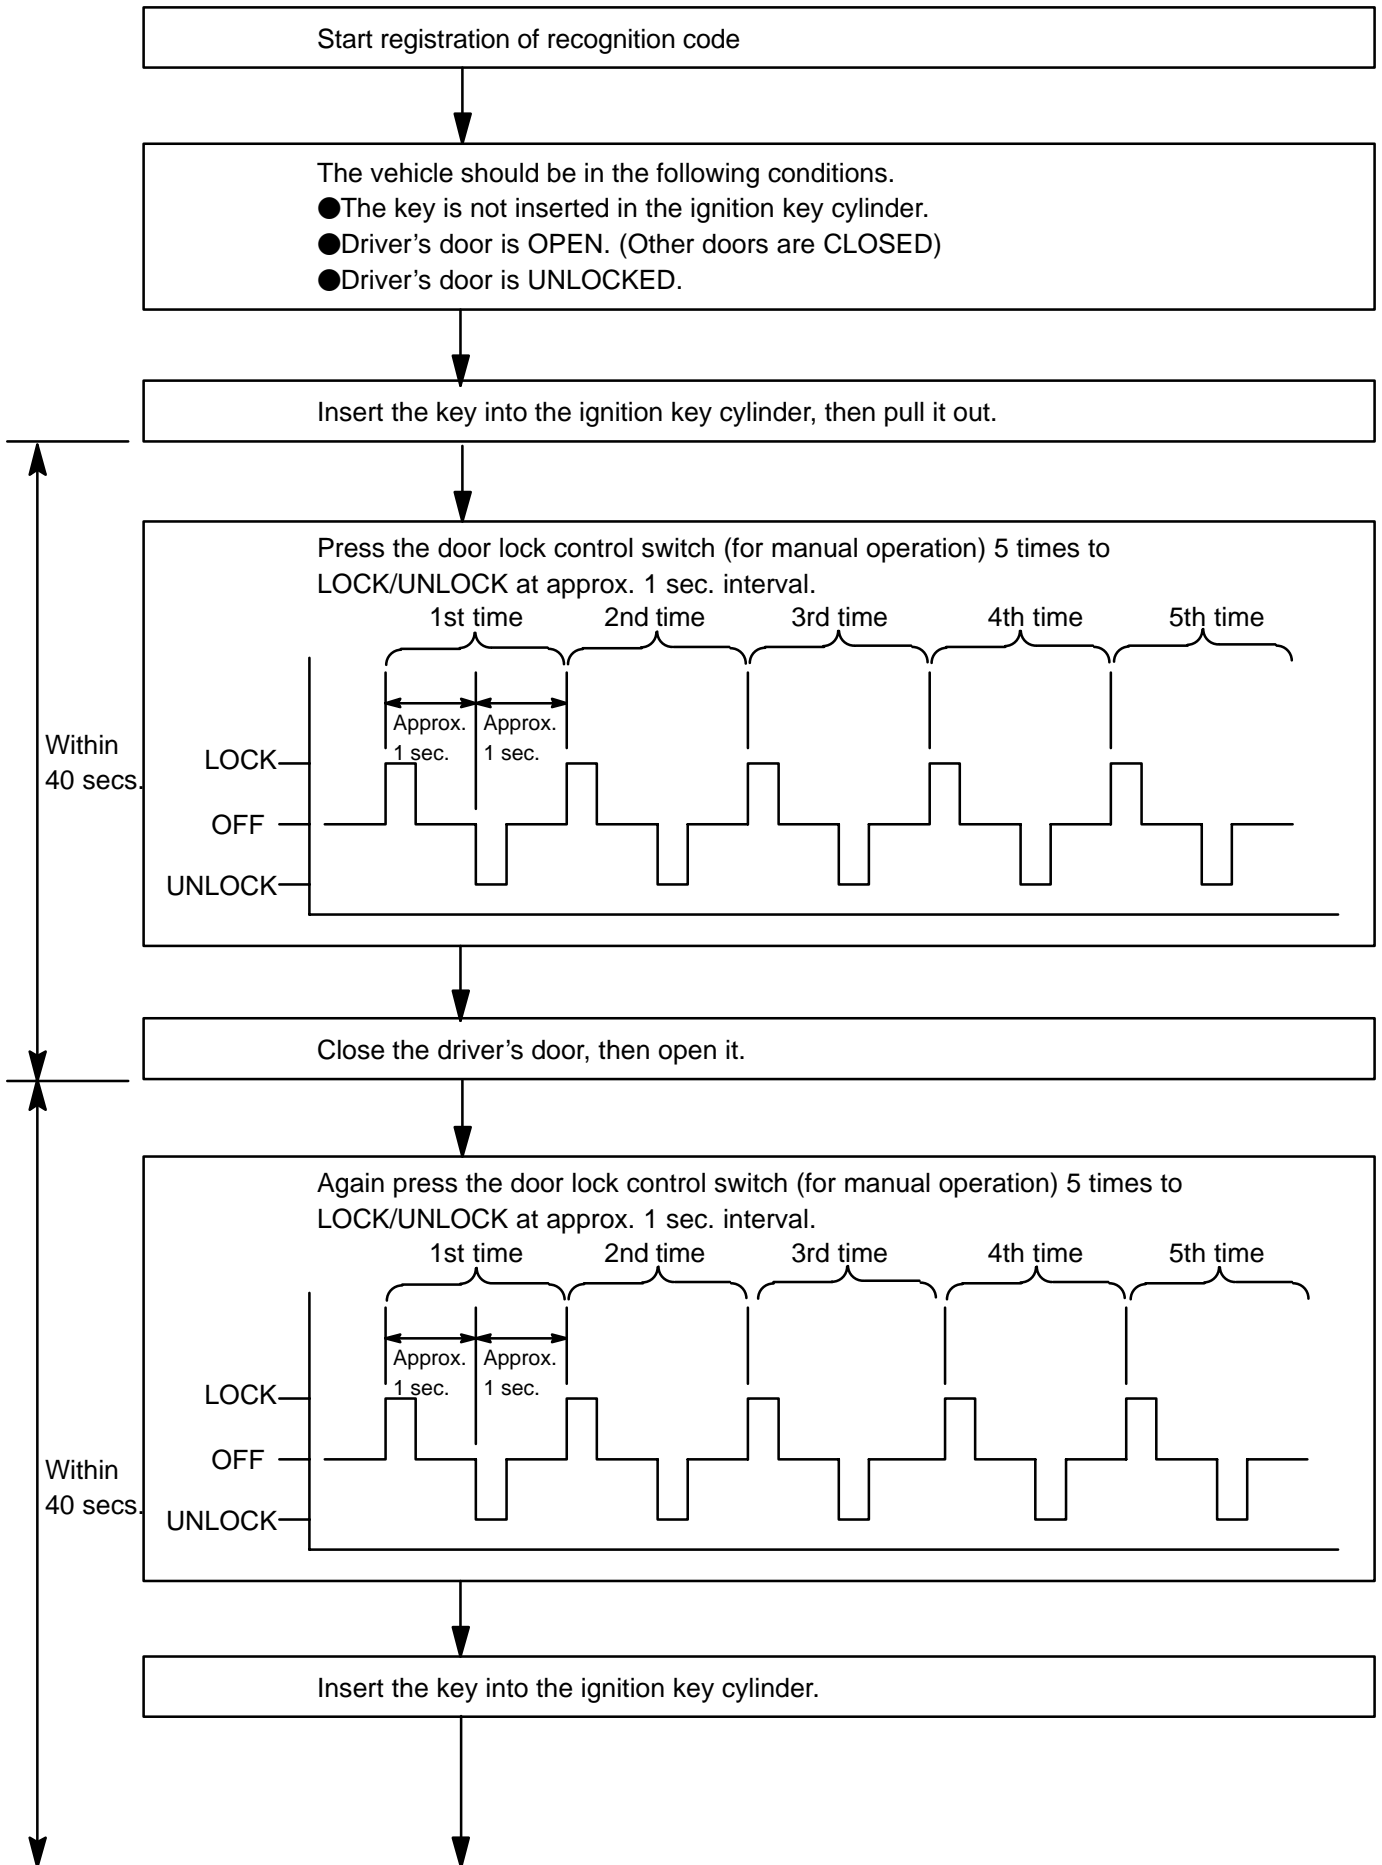 Start registration of recognition code
The vehicle should be in the following conditions.
●The key is not inserted in the ignition key cylinder.
●Driver's door is OPEN. (Other doors are CLOSED)
●Driver's door is UNLOCKED.
Insert the key into the ignition key cylinder, then pull it out.
Within
40 secs.
Press the door lock control switch (for manual operation) 5 times to
LOCK/UNLOCK at approx. 1 sec. interval.
1st time 2nd time 3rd time 4th time 5th time
Approx. Approx.
1 sec. 1 sec.
LOCK
OFF
UNLOCK
Close the driver's door, then open it.
Within
40 secs.
Again press the door lock control switch (for manual operation) 5 times to
LOCK/UNLOCK at approx. 1 sec. interval.
1st time 2nd time 3rd time 4th time 5th time
Approx. Approx.
1 sec. 1 sec.
LOCK
OFF
UNLOCK
Insert the key into the ignition key cylinder.